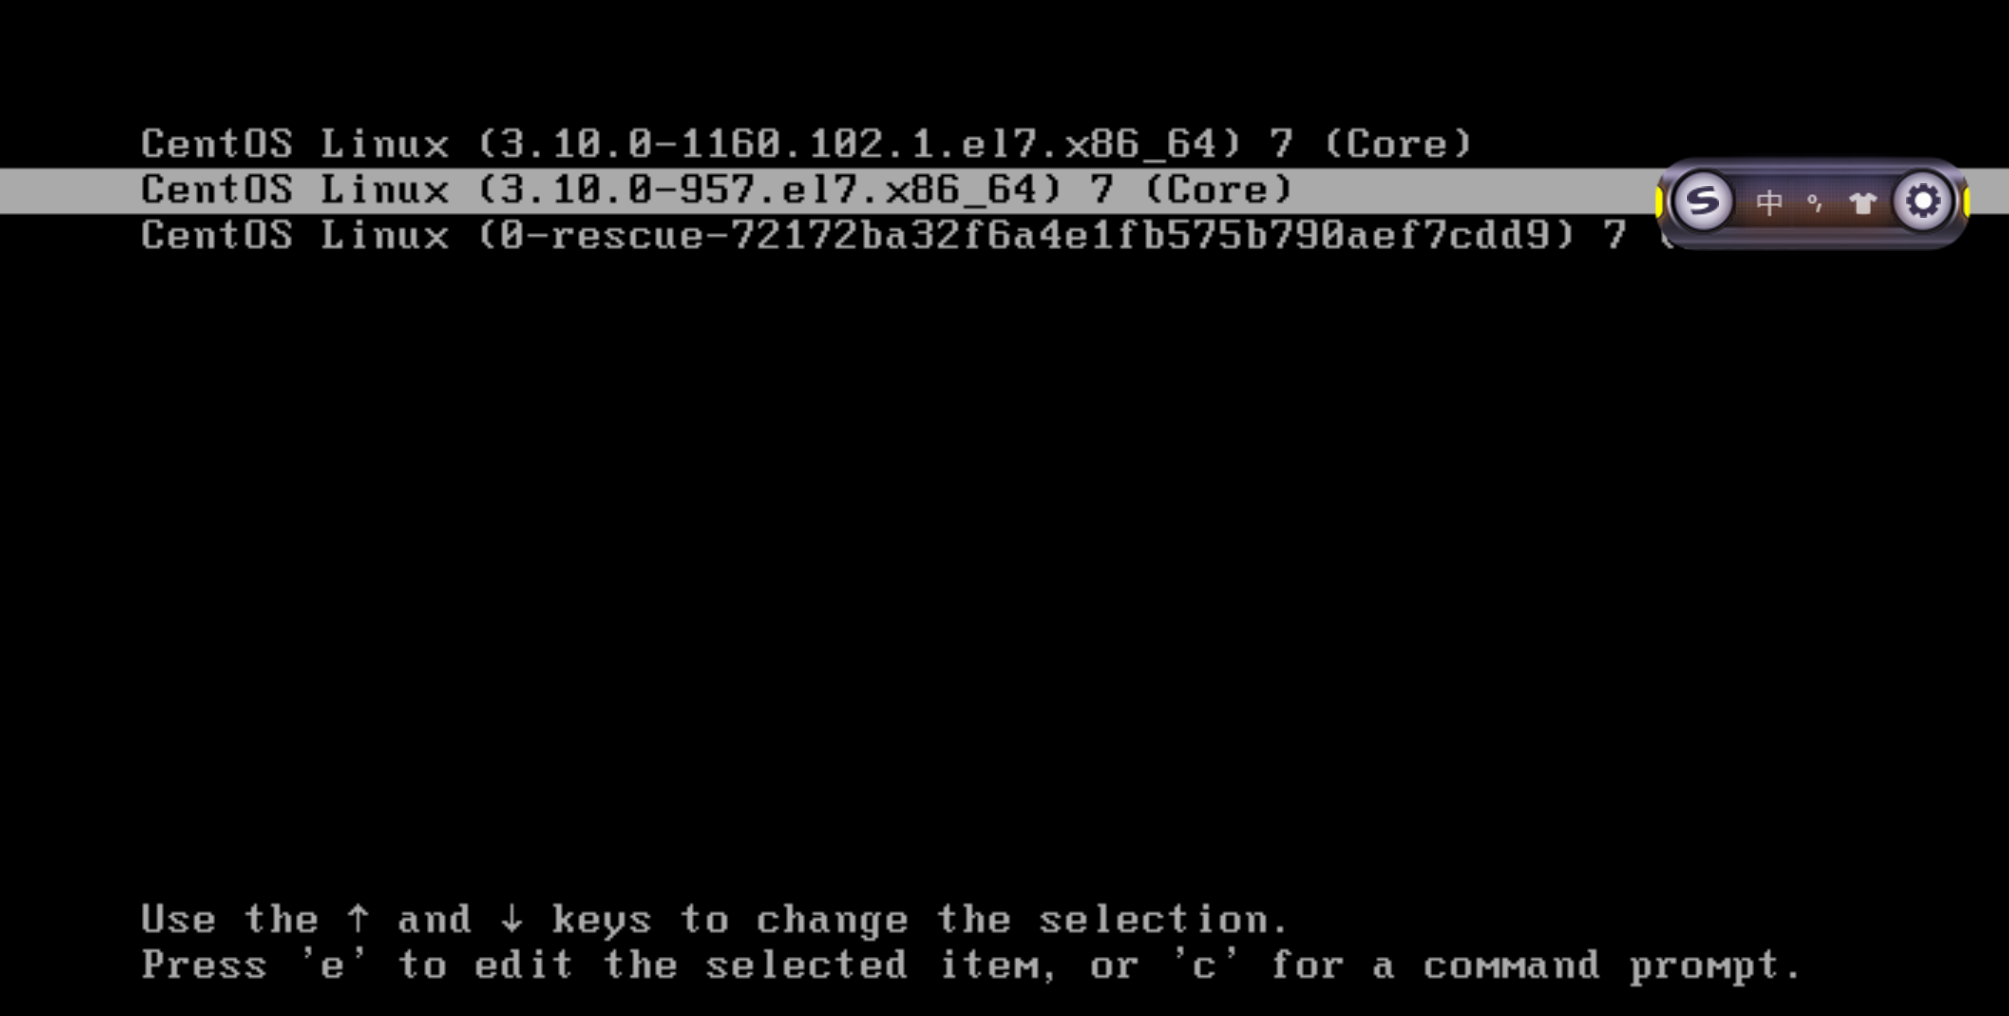 CentOS Linux (3.10.0-1160.102.1.el7.x86_64) 7 (Core)
CentOS Linux (3.10.0-957.el7.x86_64) 7 (Core)
CentOS Linux (0-rescue-72172ba32f6a4e1fb575b790aef7cdd9) 7 (
S 中 °,
Use the ↑ and ↓ keys to change the selection.
Press 'e' to edit the selected item, or 'c' for a command prompt.